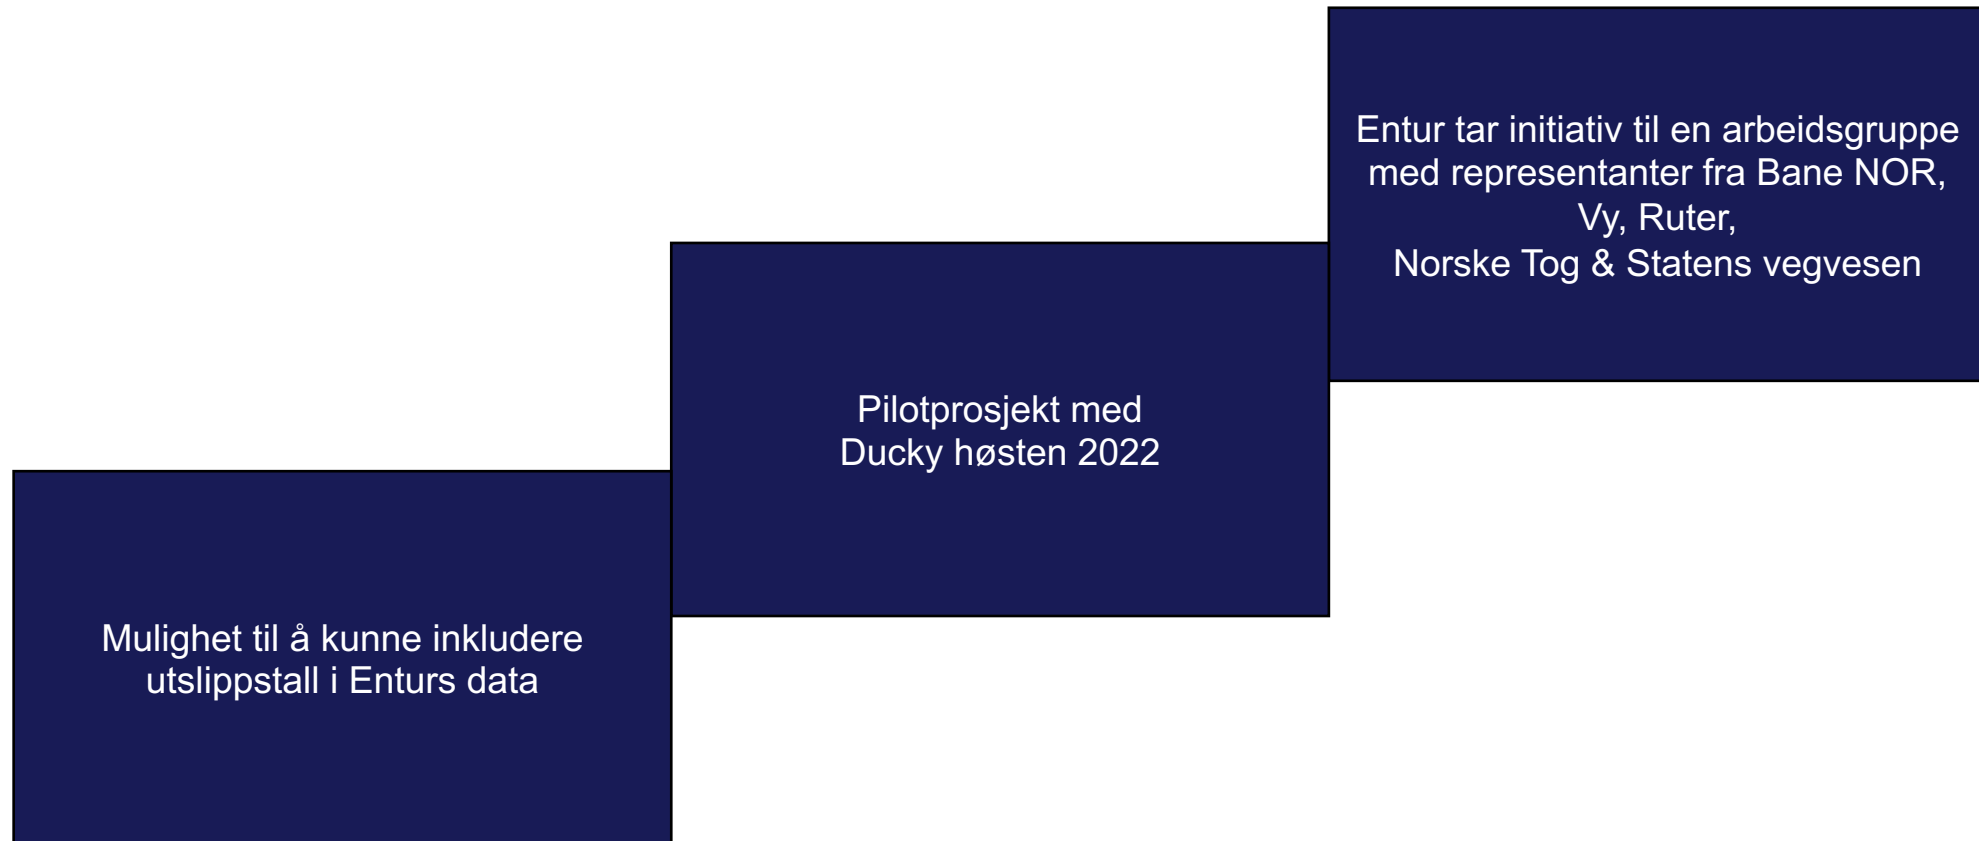 Mulighet til å kunne inkludere
utslippstall i Enturs data
Pilotprosjekt med
Ducky høsten 2022
Entur tar initiativ til en arbeidsgruppe
med representanter fra Bane NOR,
Vy, Ruter,
Norske Tog & Statens vegvesen